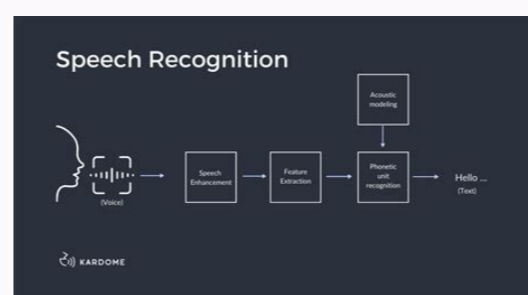 Speech Recognition
Acoustic
modeling
Speech
Enhancement
Feature
Extraction
Phonetic
unit
recognition
Hello ...
(Text)
(Voice)
KARDOME